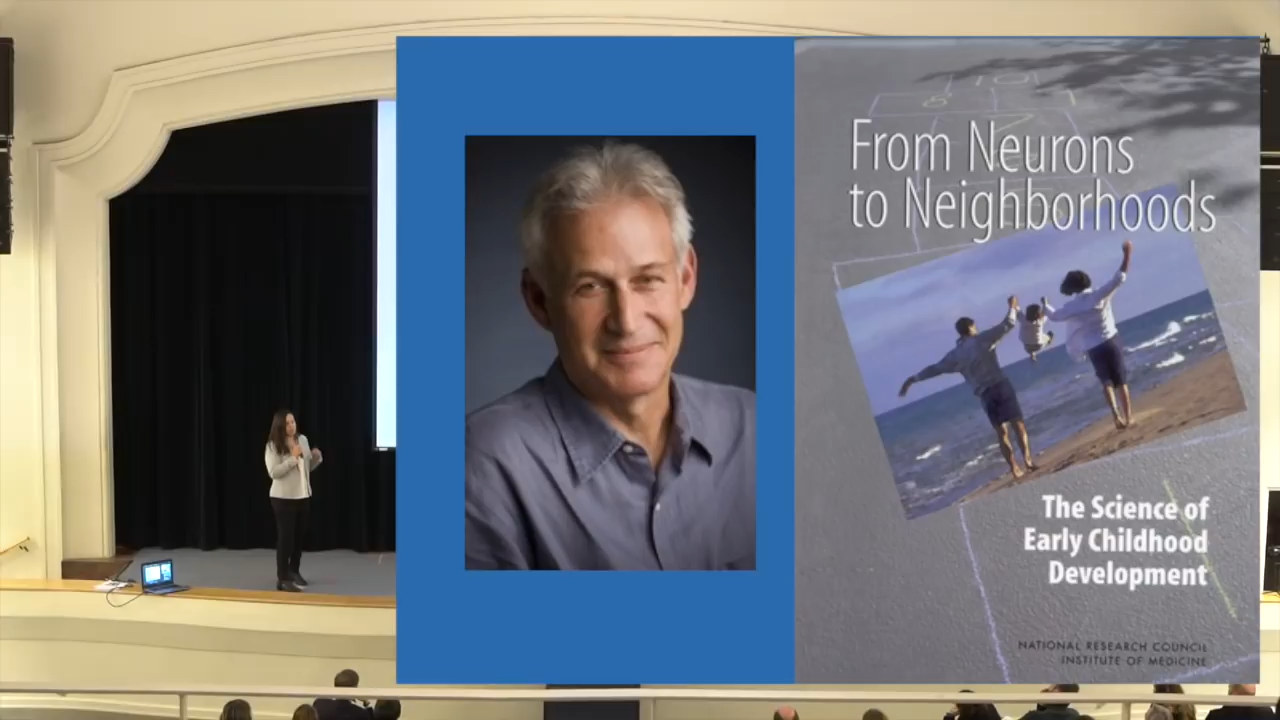 From Neurons
to Neighborhoods
The Science of
Early Childhood
Development
NATIONAL RESEARCH COUNCIL
INSTITUTE OF MEDICINE